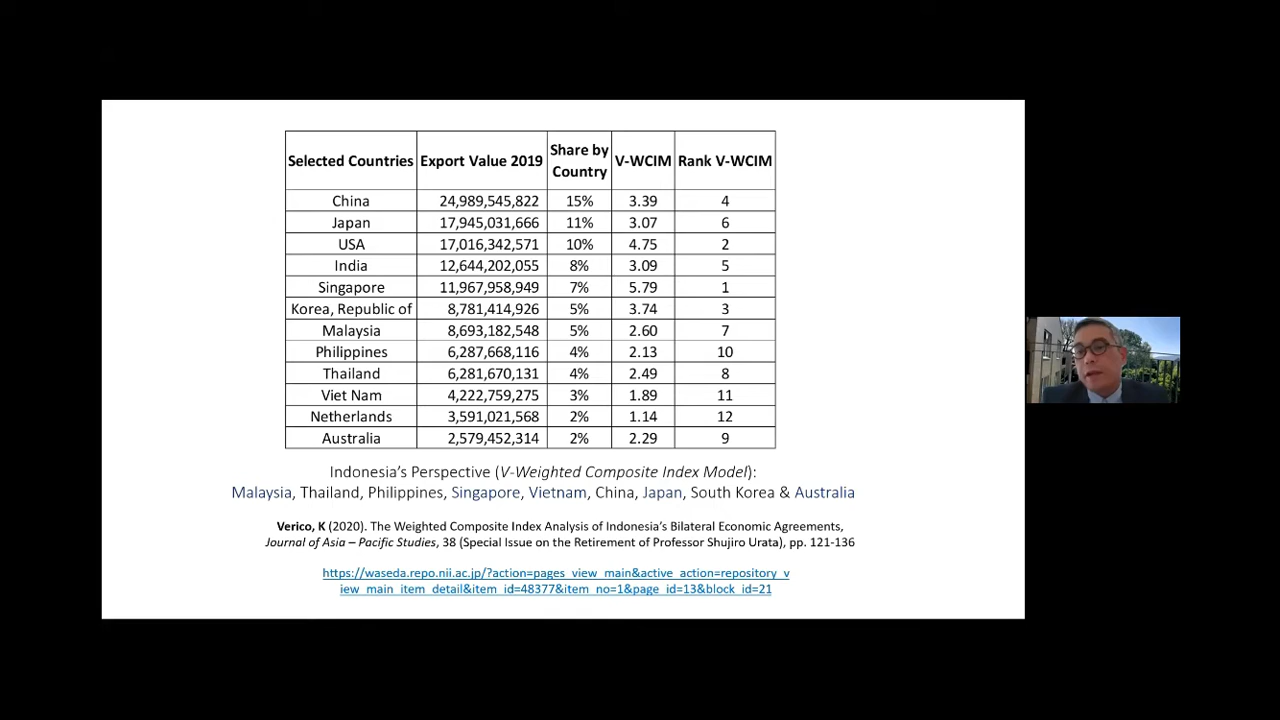 Selected Countries Export Value 2019 Share by Country V-WCIM Rank V-WCIM
China 24,989,545,822 15% 3.39 4
Japan 17,945,031,666 11% 3.07 6
USA 17,016,342,571 10% 4.75 2
India 12,644,202,055 8% 3.09 5
Singapore 11,967,958,949 7% 5.79 1
Korea, Republic of 8,781,414,926 5% 3.74 3
Malaysia 8,693,182,548 5% 2.60 7
Philippines 6,287,668,116 4% 2.13 10
Thailand 6,281,670,131 4% 2.49 8
Viet Nam 4,222,759,275 3% 1.89 11
Netherlands 3,591,021,568 2% 1.14 12
Australia 2,579,452,314 2% 2.29 9
Indonesia's Perspective (V-Weighted Composite Index Model):
Malaysia, Thailand, Philippines, Singapore, Vietnam, China, Japan, South Korea & Australia
Verico, K (2020). The Weighted Composite Index Analysis of Indonesia's Bilateral Economic Agreements,
Journal of Asia – Pacific Studies, 38 (Special Issue on the Retirement of Professor Shujiro Urata), pp. 121-136
https://waseda.repo.nii.ac.jp/?action=pages_view_main&active_action=repository_v
iew_main_item_detail&item_id=48377&item_no=1&page_id=13&block_id=21